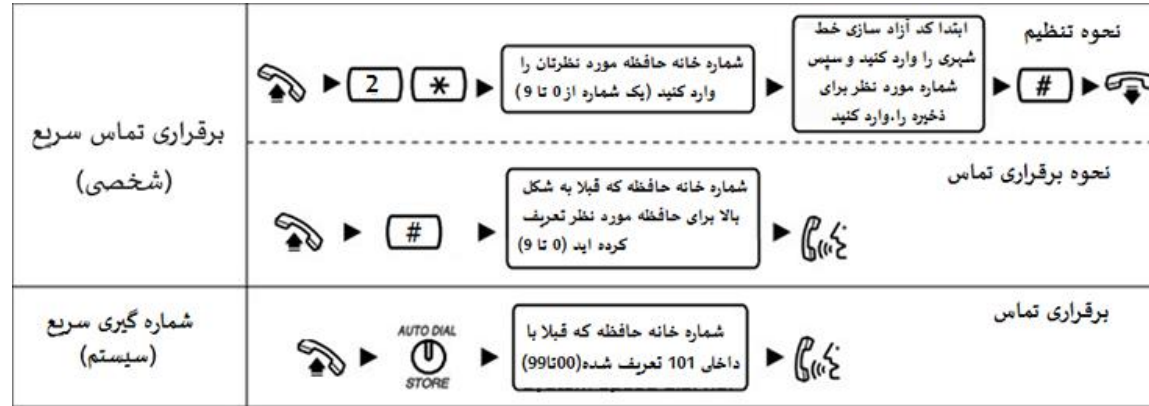 برقراری تماس سریع
(شخصی)
نحوه تنظیم
2
*
شماره خانه حافظه مورد نظرتان را
وارد کنید (یک شماره از 0 تا 9)
ابتدا کد آزاد سازی خط
شهری را وارد کنید و سپس
شماره مورد نظر برای
ذخیره را،وارد کنید
#
نحوه برقراری تماس
#
شماره خانه حافظه که قبلا به شکل
بالا برای حافظه مورد نظر تعریف
کرده اید (0 تا 9)
شماره گیری سریع
(سیستم)
برقراری تماس
AUTO DIAL
STORE
شماره خانه حافظه که قبلا با
داخلی 101 تعریف شده(00تا99)